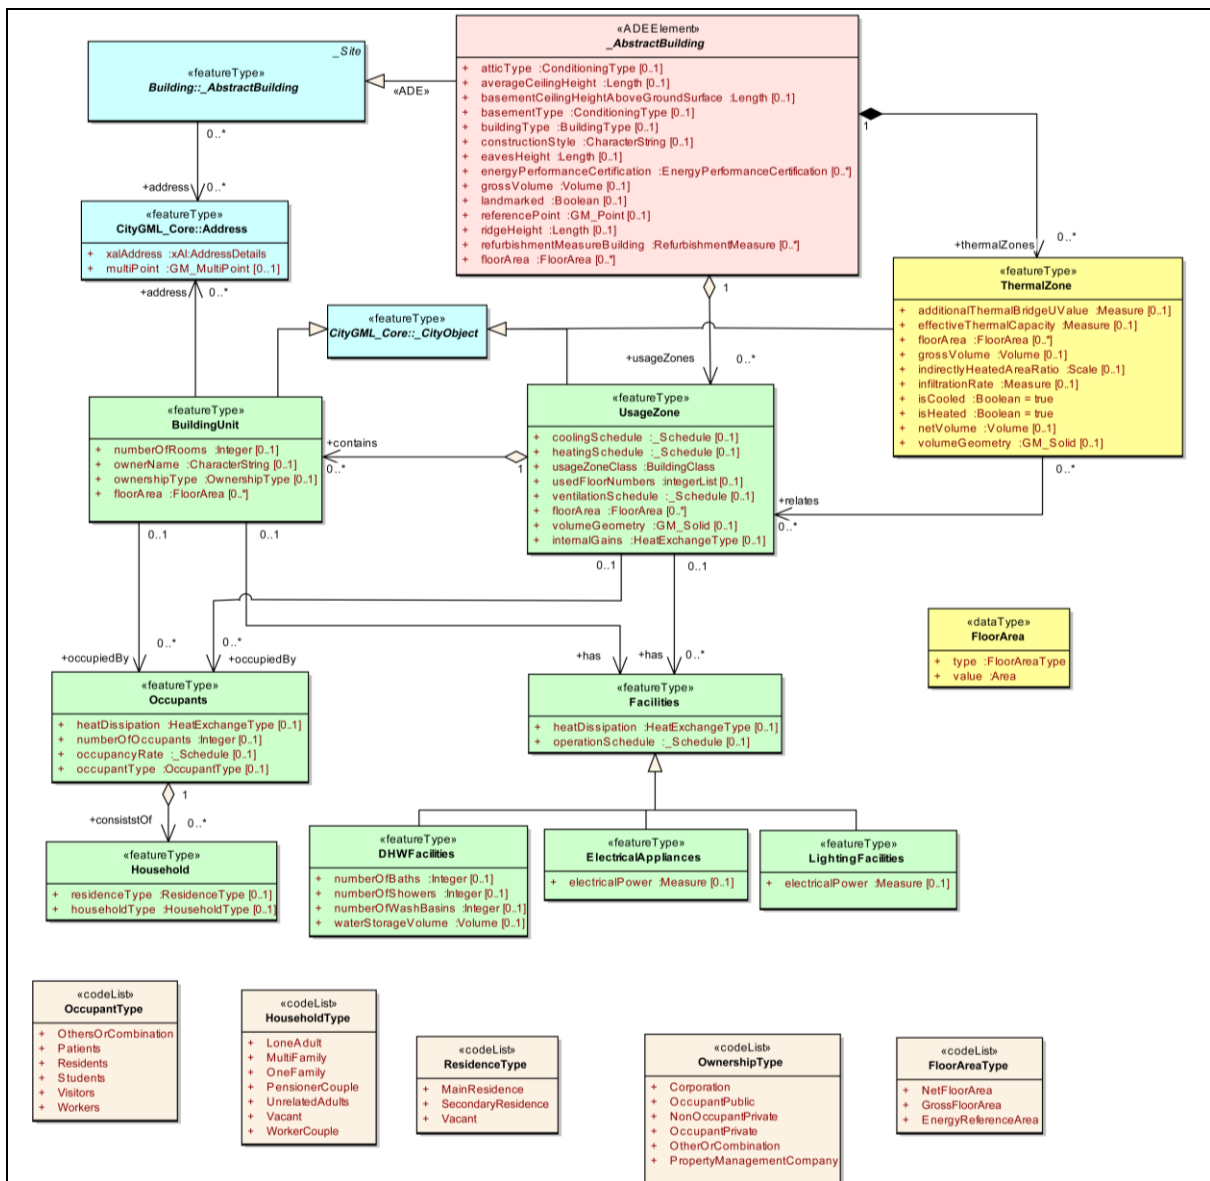 _Site
«featureType»
Building::_AbstractBuilding
«ADE»
0..*
+address
0..*
«ADEElement»
_AbstractBuilding
+ atticType :ConditioningType [0..1]
+ averageCeilingHeight :Length [0..1]
+ basementCeilingHeightAboveGroundSurface :Length [0..1]
+ basementType :ConditioningType [0..1]
+ buildingType :BuildingType [0..1]
+ constructionStyle :CharacterString [0..1]
+ eavesHeight :Length [0..1]
+ energyPerformanceCertification :EnergyPerformanceCertification [0..*]
+ grossVolume :Volume [0..1]
+ landmarked :Boolean [0..1]
+ referencePoint :GM_Point [0..1]
+ ridgeHeight :Length [0..1]
+ refurbishmentMeasureBuilding :RefurbishmentMeasure [0..*]
+ floorArea :FloorArea [0..*]
1
+thermalZones
0..*
«featureType»
CityGML_Core::Address
+ xalAddress :xAl:AddressDetails
+ multiPoint :GM_MultiPoint [0..1]
+address
0..*
«featureType»
CityGML_Core::_CityObject
1
+usageZones
0..*
«featureType»
ThermalZone
+ additionalThermalBridgeUValue :Measure [0..1]
+ effectiveThermalCapacity :Measure [0..1]
+ floorArea :FloorArea [0..*]
+ grossVolume :Volume [0..1]
+ indirectlyHeatedAreaRatio :Scale [0..1]
+ infiltrationRate :Measure [0..1]
+ isCooled :Boolean = true
+ isHeated :Boolean = true
+ netVolume :Volume [0..1]
+ volumeGeometry :GM_Solid [0..1]
0..*
+relates
0..*
«featureType»
BuildingUnit
+ numberOfRooms :Integer [0..1]
+ ownerName :CharacterString [0..1]
+ ownershipType :OwnershipType [0..1]
+ floorArea :FloorArea [0..*]
+contains
0..*
1
«featureType»
UsageZone
+ coolingSchedule :_Schedule [0..1]
+ heatingSchedule :_Schedule [0..1]
+ usageZoneClass :BuildingClass
+ usedFloorNumbers :integerList [0..1]
+ ventilationSchedule :_Schedule [0..1]
+ floorArea :FloorArea [0..*]
+ volumeGeometry :GM_Solid [0..1]
+ internalGains :HeatExchangeType [0..1]
0..1
0..1
0..1
0..1
0..*
0..*
+occupiedBy
+occupiedBy
+has
+has
0..*
«dataType»
FloorArea
+ type :FloorAreaType
+ value :Area
«featureType»
Occupants
+ heatDissipation :HeatExchangeType [0..1]
+ numberOfOccupants :Integer [0..1]
+ occupancyRate :_Schedule [0..1]
+ occupantType :OccupantType [0..1]
1
+consiststOf
0..*
«featureType»
Facilities
+ heatDissipation :HeatExchangeType [0..1]
+ operationSchedule :_Schedule [0..1]
«featureType»
Household
+ residenceType :ResidenceType [0..1]
+ householdType :HouseholdType [0..1]
«featureType»
DHWFacilities
+ numberOfBaths :Integer [0..1]
+ numberOfShowers :Integer [0..1]
+ numberOfWashBasins :Integer [0..1]
+ waterStorageVolume :Volume [0..1]
«featureType»
ElectricalAppliances
+ electricalPower :Measure [0..1]
«featureType»
LightingFacilities
+ electricalPower :Measure [0..1]
«codeList»
OccupantType
+ OthersOrCombination
+ Patients
+ Residents
+ Students
+ Visitors
+ Workers
«codeList»
HouseholdType
+ LoneAdult
+ MultiFamily
+ OneFamily
+ PensionerCouple
+ UnrelatedAdults
+ Vacant
+ WorkerCouple
«codeList»
ResidenceType
+ MainResidence
+ SecondaryResidence
+ Vacant
«codeList»
OwnershipType
+ Corporation
+ OccupantPublic
+ NonOccupantPrivate
+ OccupantPrivate
+ OtherOrCombination
+ PropertyManagementCompany
«codeList»
FloorAreaType
+ NetFloorArea
+ GrossFloorArea
+ EnergyReferenceArea